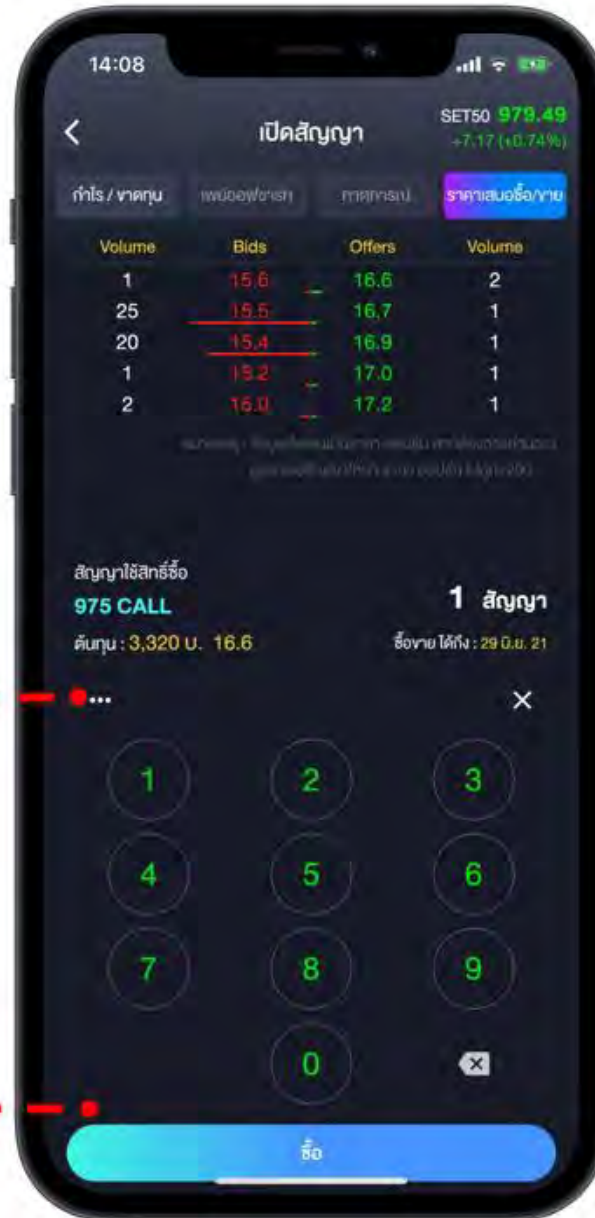 14:08
เปิดสัญญา
SET50 979.49
+7.17 (+0.74%)
กำไร / ขาดทุน
ราคาเสนอซื้อ/ขาย
Volume Bids Offers Volume
1 15.6 16.6 2
25 15.5 16.7 1
20 15.4 16.9 1
1 15.2 17.0 1
2 15.0 17.2 1
สัญญาใช้สิทธิ์ซื้อ
975 CALL
1 สัญญา
ต้นทุน : 3,320 บ. 16.6
ซื้อขายได้ถึง : 29 มิ.ย. 21
...
1 2 3
4 5 6
7 8 9
0
ซื้อ